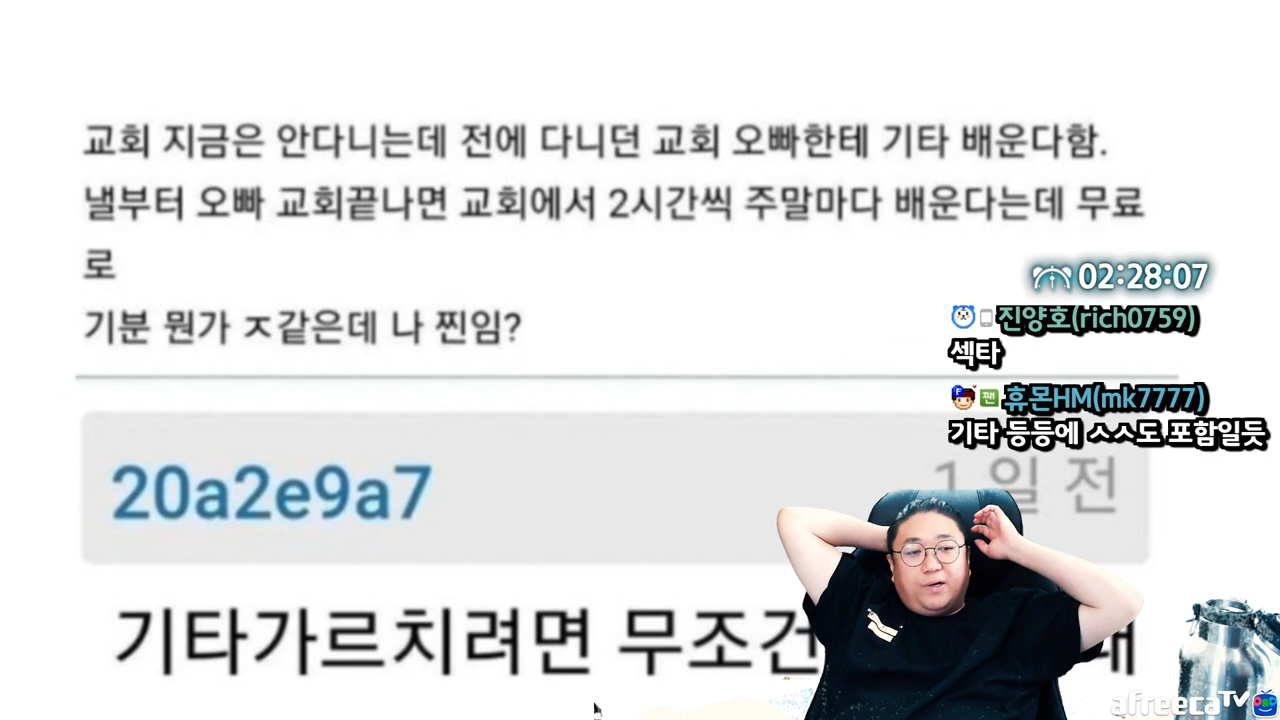 교회 지금은 안다니는데 전에 다니던 교회 오빠한테 기타 배운다함.
낼부터 오빠 교회끝나면 교회에서 2시간씩 주말마다 배운다는데 무료
로
기분 뭔가 ㅈ같은데 나 찐임?
02:28:07
진양호(rich0759)
섹타
팬 휴몬HM(mk7777)
기타 등등에 ㅅㅅ도 포함일듯
20a2e9a7
1 일 전
기타가르치려면 무조건
afreecaTV